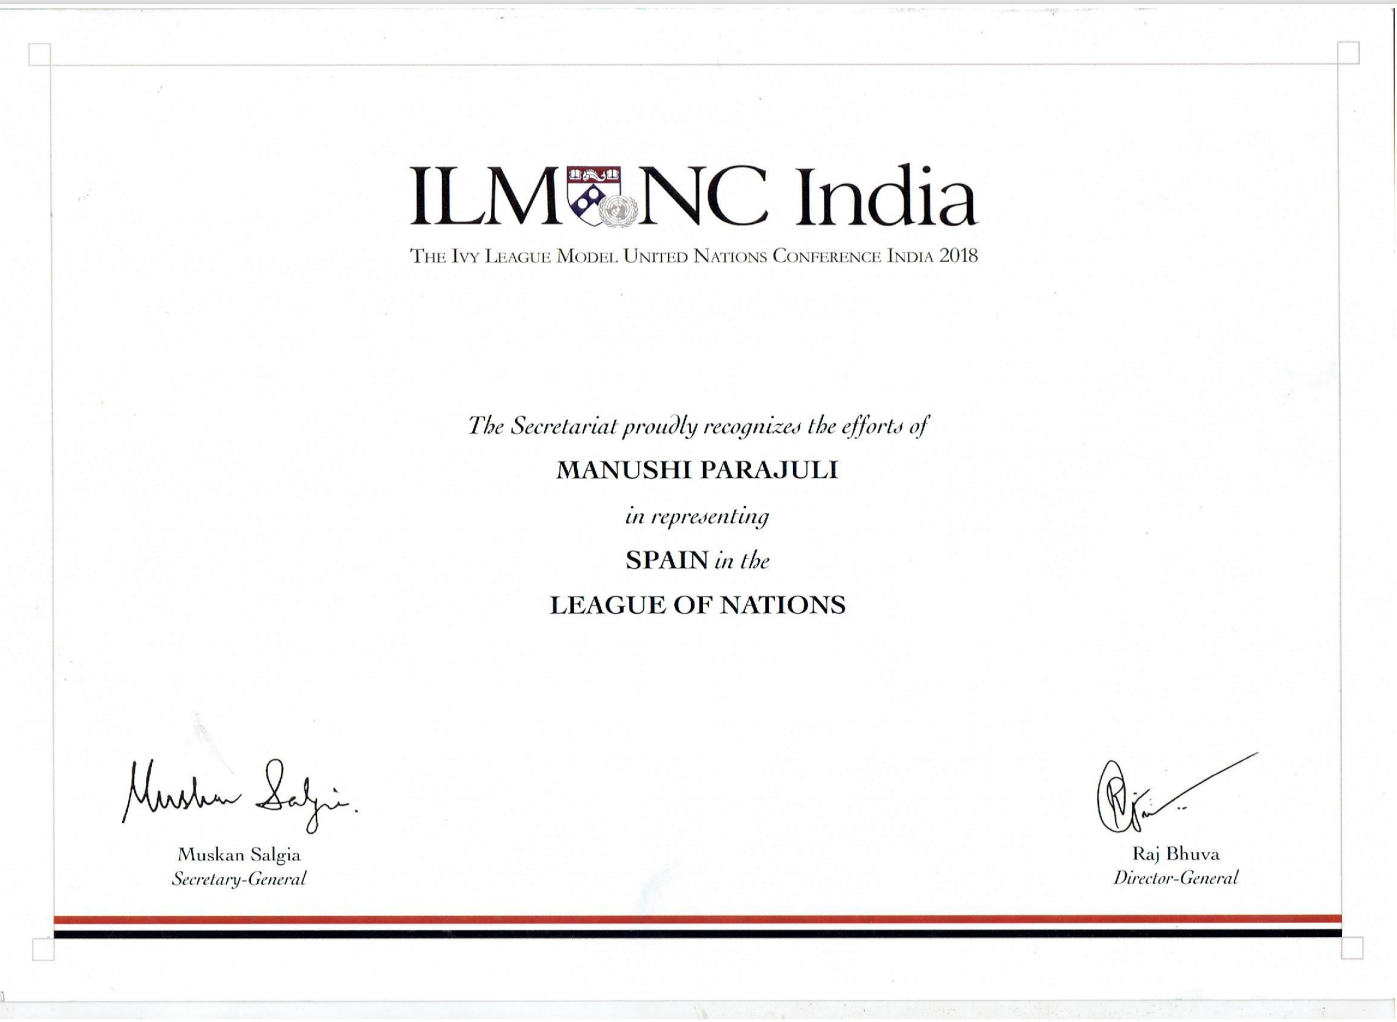 ILMUNC India
The Ivy League Model United Nations Conference India 2018
The Secretariat proudly recognizes the efforts of
MANUSHI PARAJULI
in representing
SPAIN in the
LEAGUE OF NATIONS
Muskan Salgia.
Muskan Salgia
Secretary-General
Raj Bhuva
Director-General